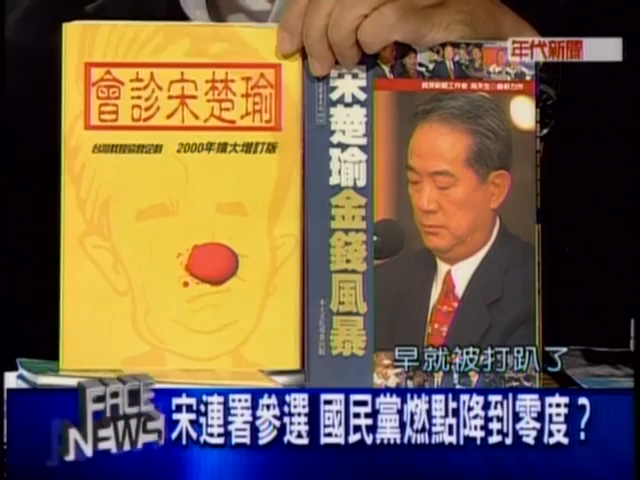 年代新聞
會診宋楚瑜
台灣教授協會企劃 2000年擴大增訂版
宋楚瑜金錢風暴
早就被打趴了
FACE NEWS
宋連署參選 國民黨燃點降到零度？